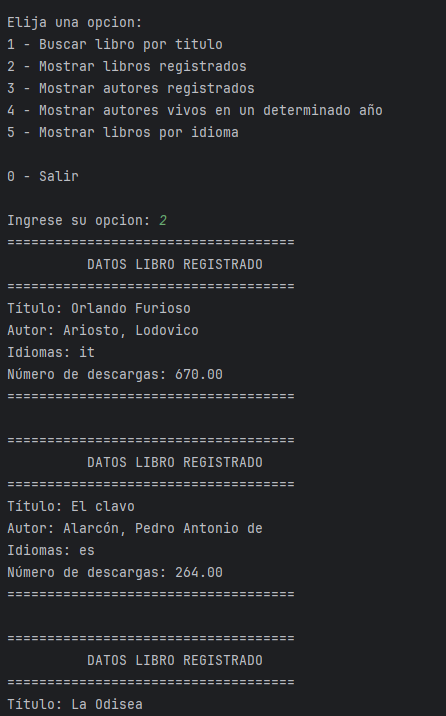 Elija una opcion:
1 - Buscar libro por titulo
2 - Mostrar libros registrados
3 - Mostrar autores registrados
4 - Mostrar autores vivos en un determinado año
5 - Mostrar libros por idioma
0 - Salir
Ingrese su opcion: 2
====================================
DATOS LIBRO REGISTRADO
====================================
Título: Orlando Furioso
Autor: Ariosto, Lodovico
Idiomas: it
Número de descargas: 670.00
====================================
====================================
DATOS LIBRO REGISTRADO
====================================
Título: El clavo
Autor: Alarcón, Pedro Antonio de
Idiomas: es
Número de descargas: 264.00
====================================
====================================
DATOS LIBRO REGISTRADO
====================================
Título: La Odisea